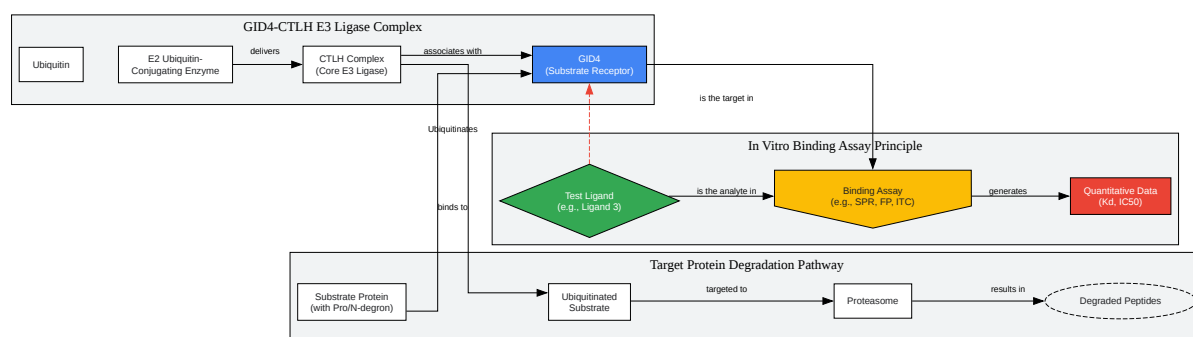 GID4-CTLH E3 Ligase Complex
Ubiquitin
E2 Ubiquitin-
Conjugating Enzyme
delivers
CTLH Complex
(Core E3 Ligase)
associates with
GID4
(Substrate Receptor)
is the target in
Ubiquitinates
binds to
In Vitro Binding Assay Principle
Test Ligand
(e.g., Ligand 3)
is the analyte in
Binding Assay
(e.g., SPR, FP, ITC)
generates
Quantitative Data
(Kd, IC50)
Target Protein Degradation Pathway
Substrate Protein
(with Pro/N-degron)
Ubiquitinated
Substrate
targeted to
Proteasome
results in
Degraded Peptides